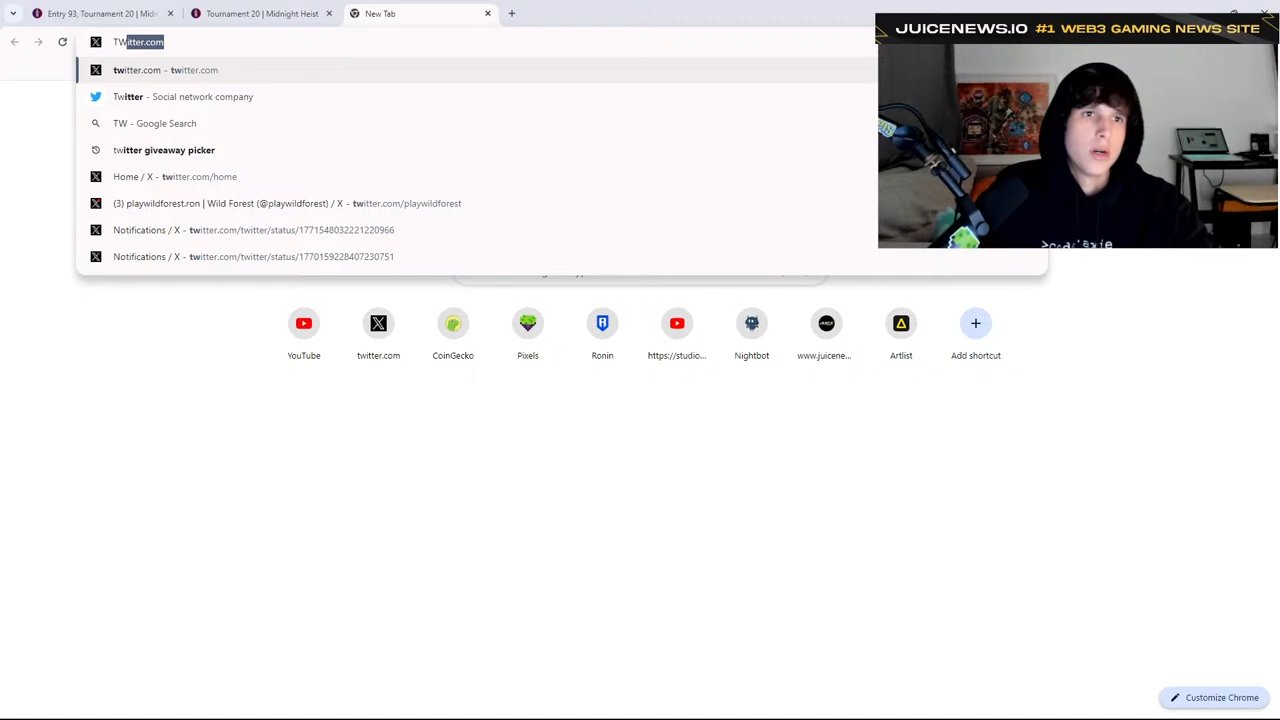 Entry 93, Tournament 20 | Midni
Tournament 20 | Midnight Heist
New Tab
TWitter.com
twitter.com - twitter.com
Twitter - Social network company
TW - Google Search
twitter giveaway picker
Home / X - twitter.com/home
(3) playwildforest.ron | Wild Forest (@playwildforest) / X - twitter.com/playwildforest
Notifications / X - twitter.com/twitter/status/1771548032221220966
Notifications / X - twitter.com/twitter/status/1770159228407230751
JUICENEWS.IO #1 WEB3 GAMING NEWS SITE
YouTube
twitter.com
CoinGecko
Pixels
Ronin
https://studio...
Nightbot
www.juicene...
Artlist
Add shortcut
Customize Chrome